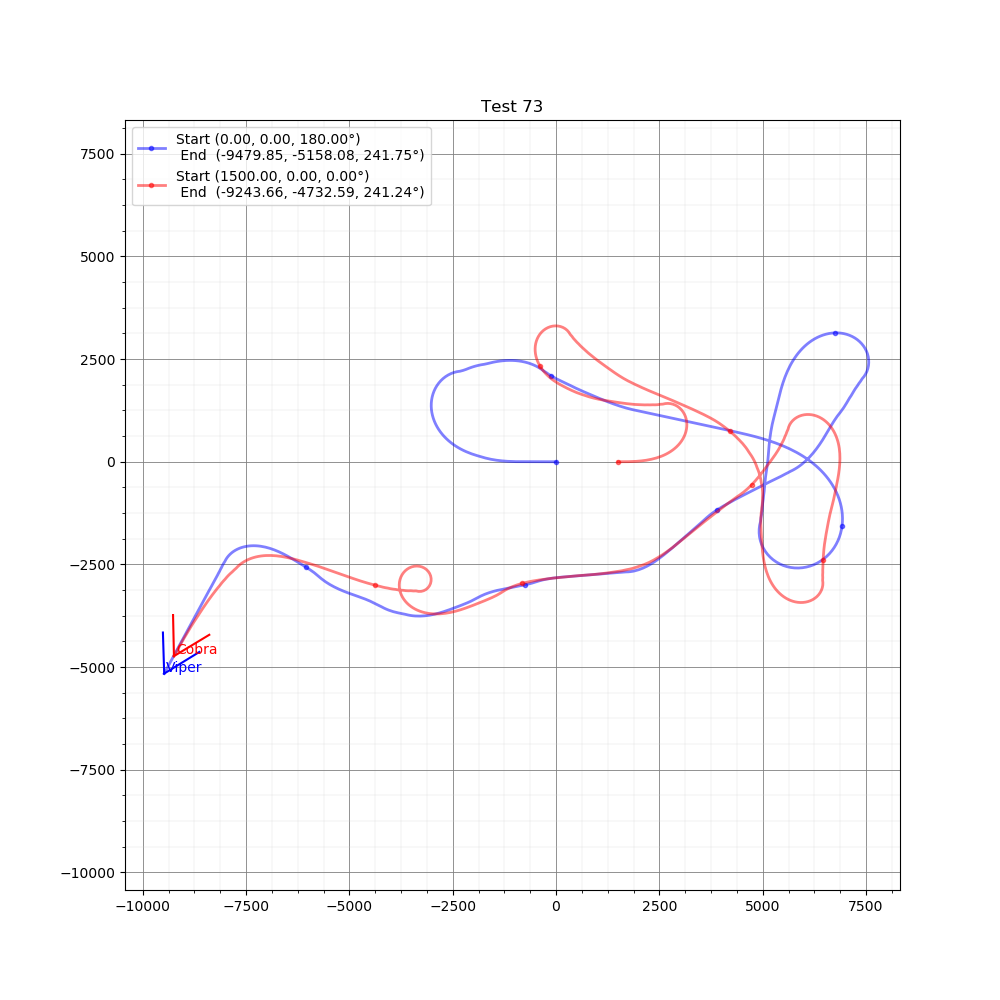 Test 73
Start (0.00, 0.00, 180.00°)
End (-9479.85, -5158.08, 241.75°)
Start (1500.00, 0.00, 0.00°)
End (-9243.66, -4732.59, 241.24°)
7500
5000
2500
0
−2500
−5000
−7500
−10000
Cobra
Viper
−10000
−7500
−5000
−2500
0
2500
5000
7500